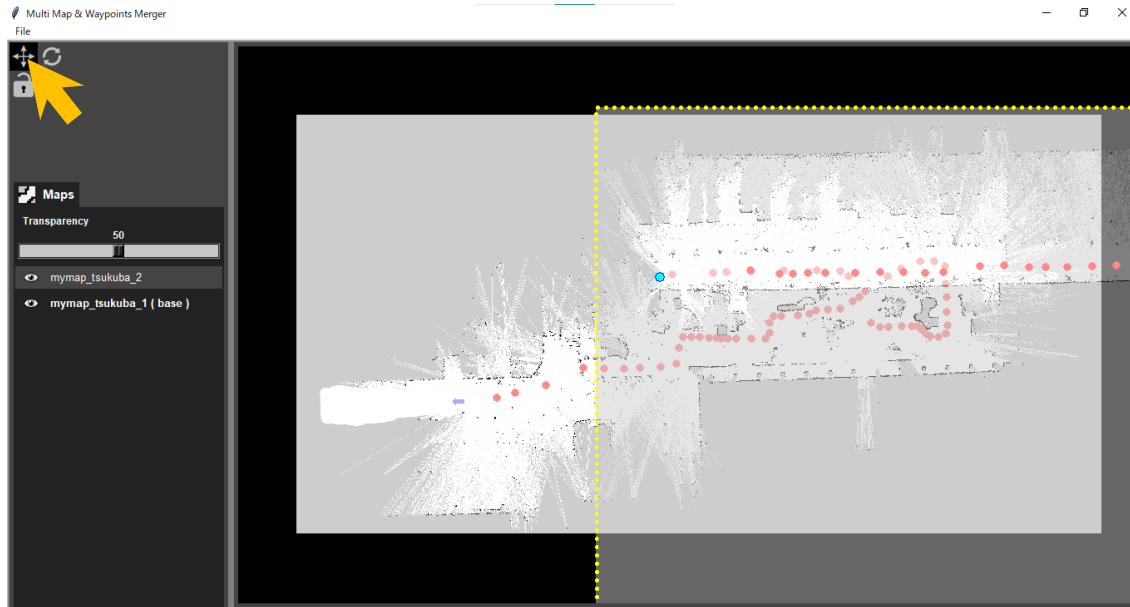 Multi Map & Waypoints Merger
File
Maps
Transparency
50
mymap_tsukuba_2
mymap_tsukuba_1 ( base )